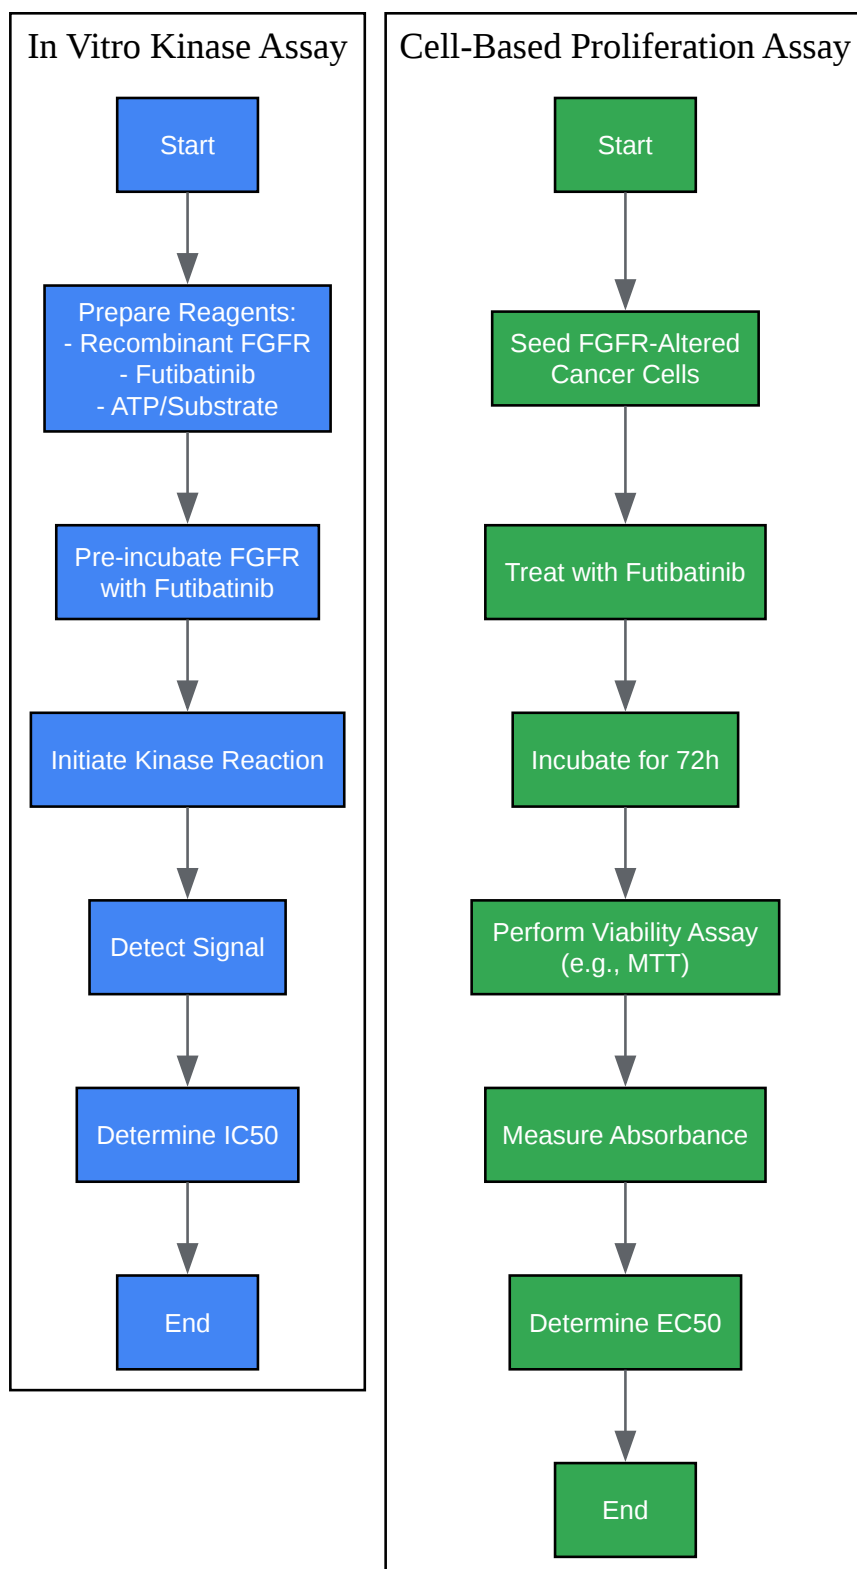 In Vitro Kinase Assay
Start
Prepare Reagents:
- Recombinant FGFR
- Futibatinib
- ATP/Substrate
Pre-incubate FGFR
with Futibatinib
Initiate Kinase Reaction
Detect Signal
Determine IC50
End
Cell-Based Proliferation Assay
Start
Seed FGFR-Altered
Cancer Cells
Treat with Futibatinib
Incubate for 72h
Perform Viability Assay
(e.g., MTT)
Measure Absorbance
Determine EC50
End